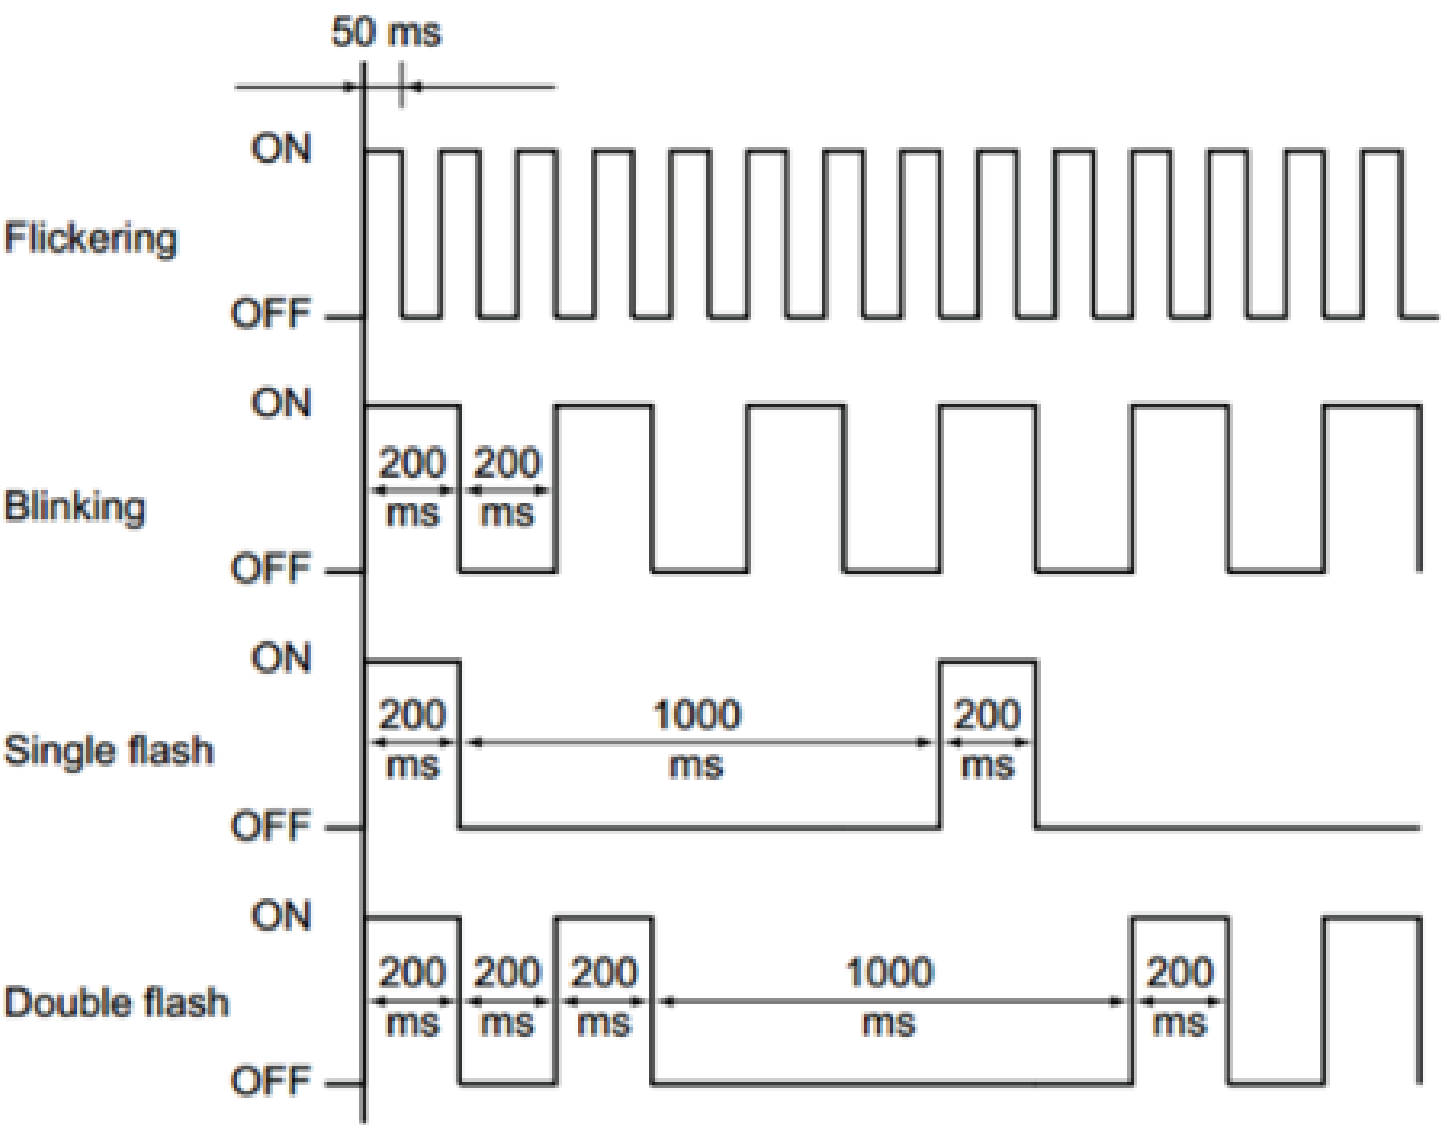 50 ms
ON
Flickering
OFF
ON
200 200
ms ms
Blinking
OFF
ON
200 1000 200
ms ms ms
Single flash
OFF
ON
200 200 200 1000 200
ms ms ms ms ms
Double flash
OFF